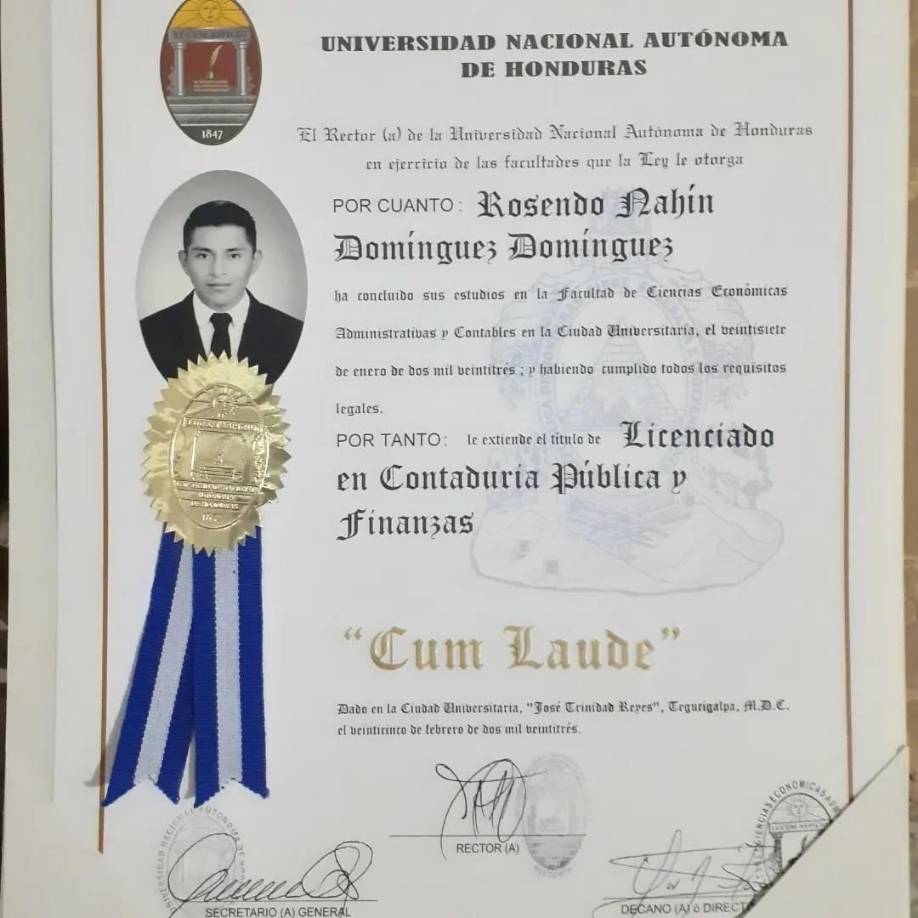 1847
UNIVERSIDAD NACIONAL AUTÓNOMA
DE HONDURAS
El Rector (a) de la Universidad Nacional Autónoma de Honduras
en ejercicio de las facultades que la Ley le otorga
POR CUANTO: Rosendo Nahín
Domínguez Domínguez
ha concluido sus estudios en la Facultad de Ciencias Económicas
Administrativas y Contables en la Ciudad Universitaria, el veintisiete
de enero de dos mil veintitrés ; y habiendo cumplido todos los requisitos
legales.
POR TANTO: le extiende el título de Licenciado
en Contaduría Pública y
Finanzas
"Cum Laude"
Dado en la Ciudad Universitaria, "José Trinidad Reyes", Tegucigalpa, M.D.C.
el veinticinco de febrero de dos mil veintitrés.
RECTOR (A)
SECRETARIO (A) GENERAL
DECANO (A) ó DIRECT